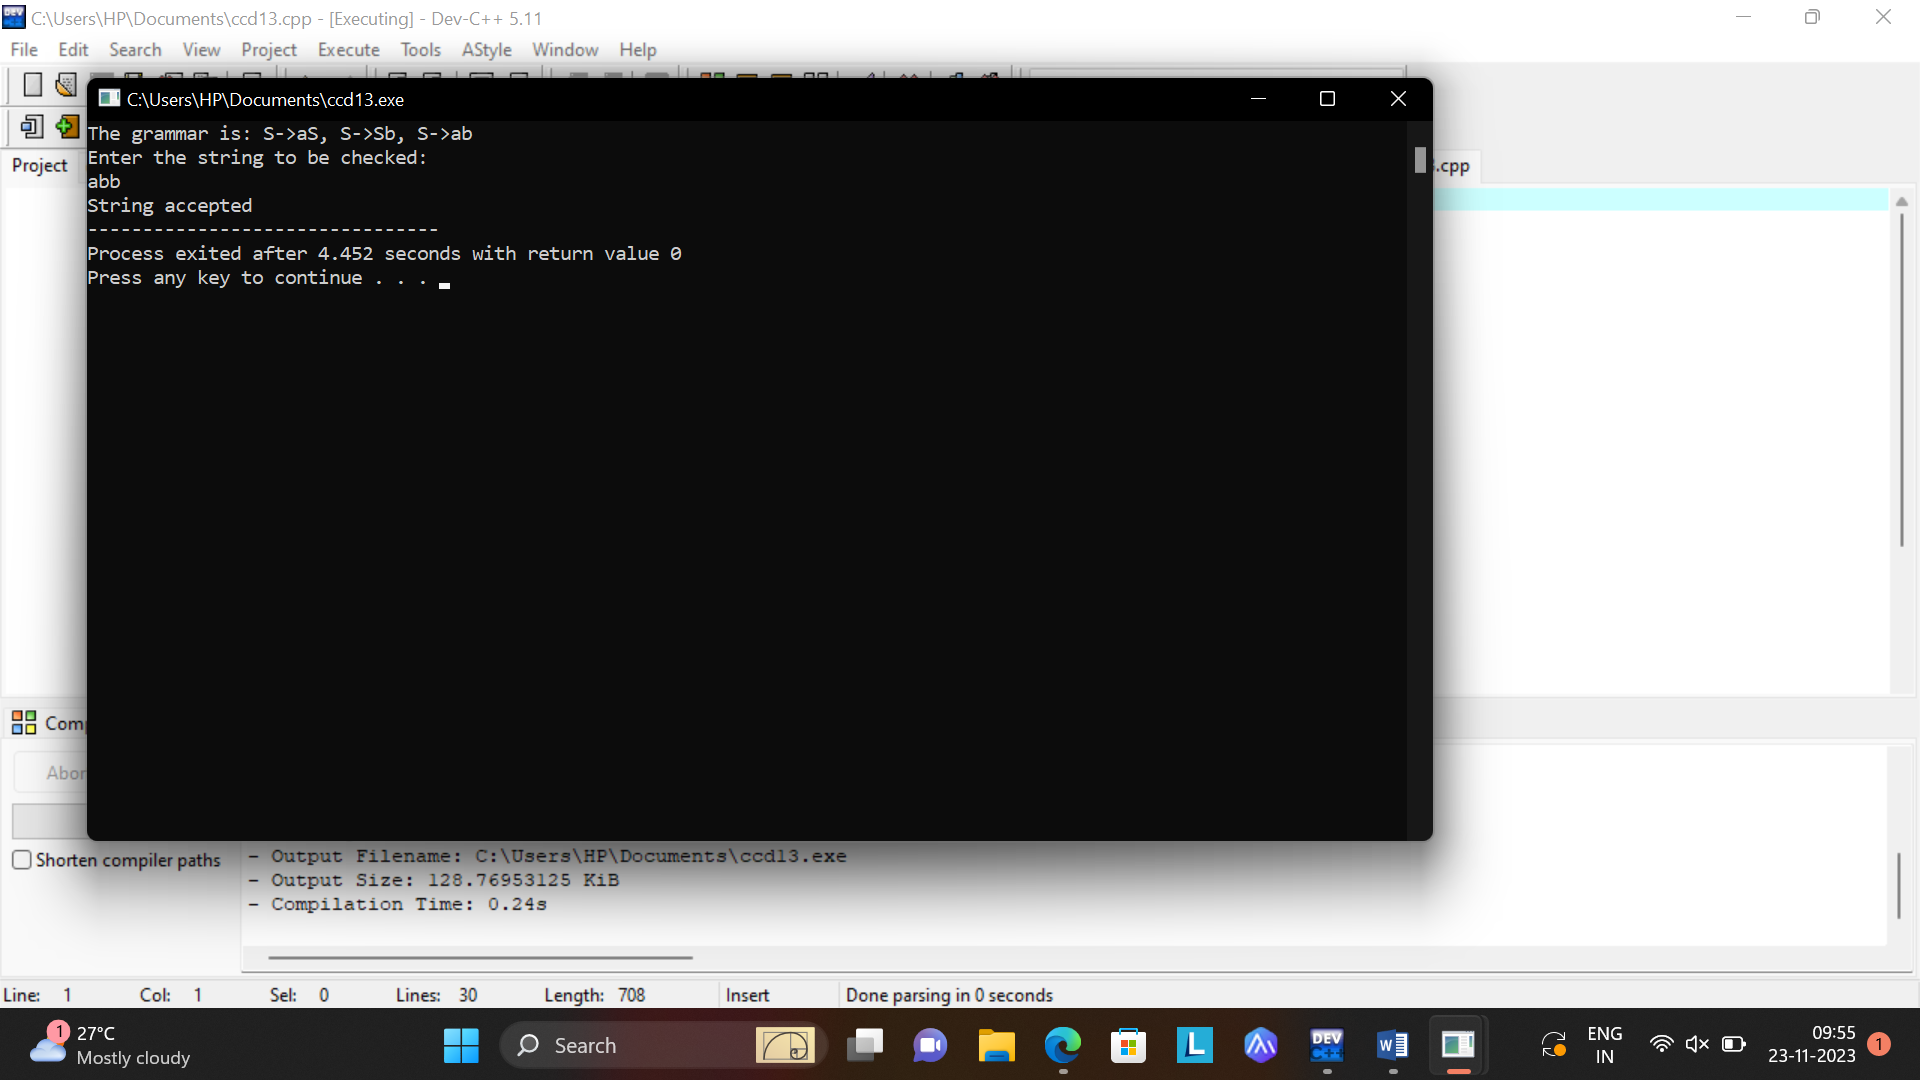 C:\Users\HP\Documents\ccd13.cpp - [Executing] - Dev-C++ 5.11
File Edit Search View Project Execute Tools AStyle Window Help
C:\Users\HP\Documents\ccd13.exe
Project
.cpp
The grammar is: S->aS, S->Sb, S->ab
Enter the string to be checked:
abb
String accepted
--------------------------------
Process exited after 4.452 seconds with return value 0
Press any key to continue . . .
Comp
Abor
Shorten compiler paths
- Output Filename: C:\Users\HP\Documents\ccd13.exe
- Output Size: 128.76953125 KiB
- Compilation Time: 0.24s
Line: 1 Col: 1 Sel: 0 Lines: 30 Length: 708 Insert Done parsing in 0 seconds
1
27°C
Mostly cloudy
Search
L
DEV
C++
W
ENG
IN
09:55
23-11-2023
1